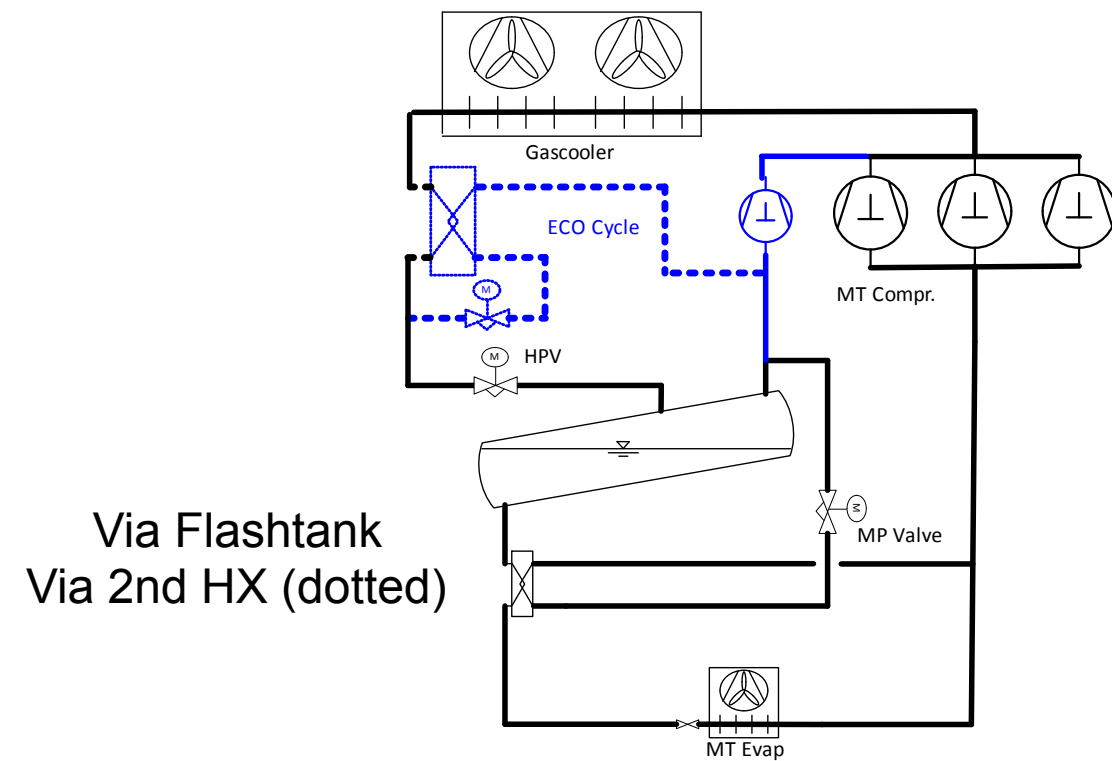 Gascooler
ECO Cycle
MT Compr.
M
M
HPV
M
MP Valve
Via Flashtank
Via 2nd HX (dotted)
MT Evap